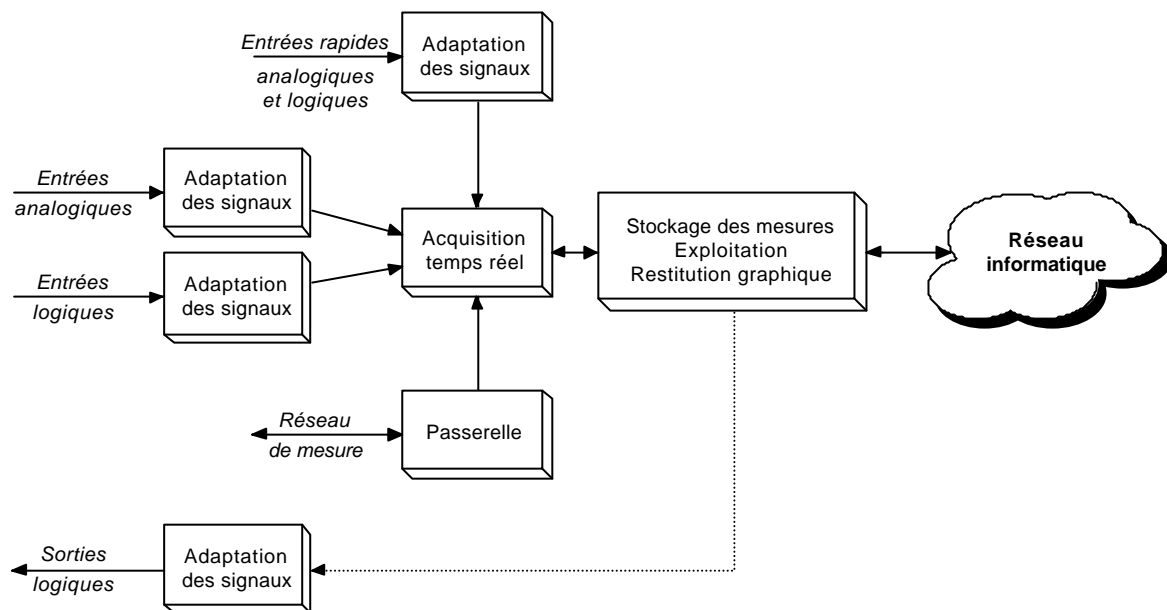 Entrées rapides
analogiques
et logiques
Adaptation
des signaux
Entrées
analogiques
Adaptation
des signaux
Entrées
logiques
Adaptation
des signaux
Acquisition
temps réel
Stockage des mesures
Exploitation
Restitution graphique
Réseau
informatique
Réseau
de mesure
Passerelle
Sorties
logiques
Adaptation
des signaux